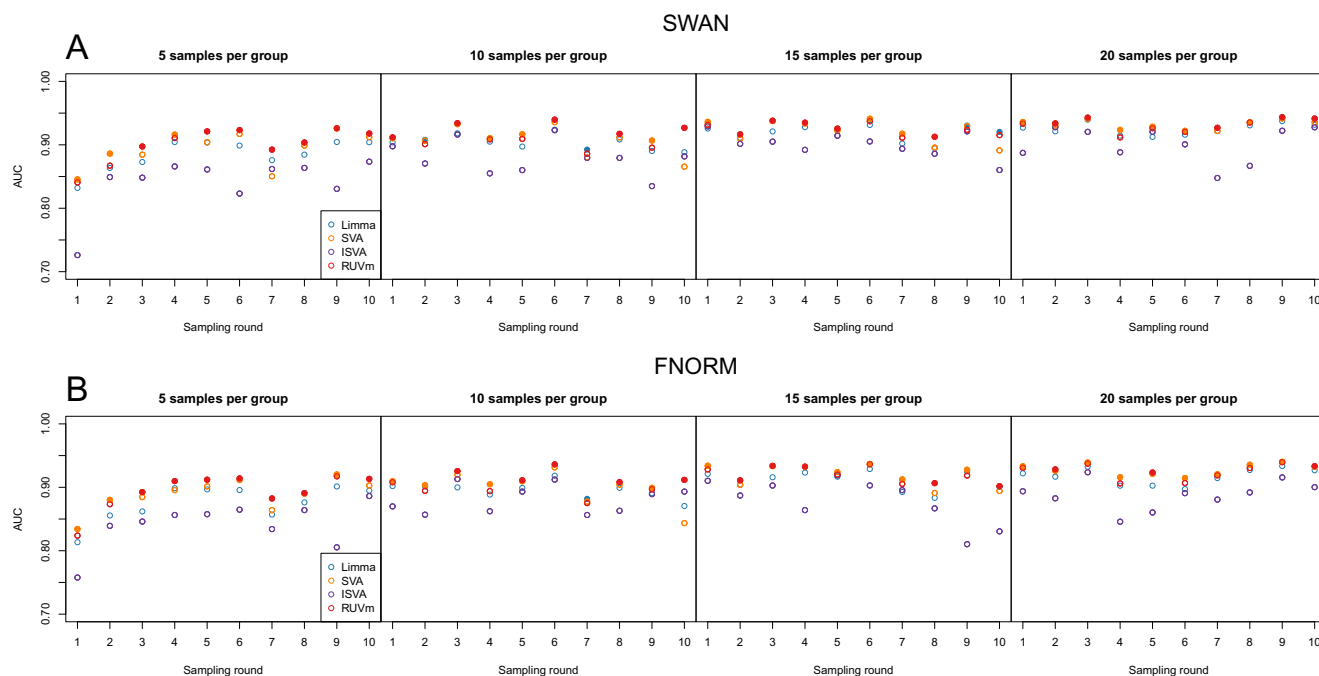 SWAN
A
5 samples per group 10 samples per group 15 samples per group 20 samples per group
1.00
0.90
0.80
0.70
AUC
Limma
SVA
ISVA
RUVm
1 2 3 4 5 6 7 8 9 10 1 2 3 4 5 6 7 8 9 10 1 2 3 4 5 6 7 8 9 10 1 2 3 4 5 6 7 8 9 10
Sampling round Sampling round Sampling round Sampling round
FNORM
B
5 samples per group 10 samples per group 15 samples per group 20 samples per group
1.00
0.90
0.80
0.70
AUC
Limma
SVA
ISVA
RUVm
1 2 3 4 5 6 7 8 9 10 1 2 3 4 5 6 7 8 9 10 1 2 3 4 5 6 7 8 9 10 1 2 3 4 5 6 7 8 9 10
Sampling round Sampling round Sampling round Sampling round